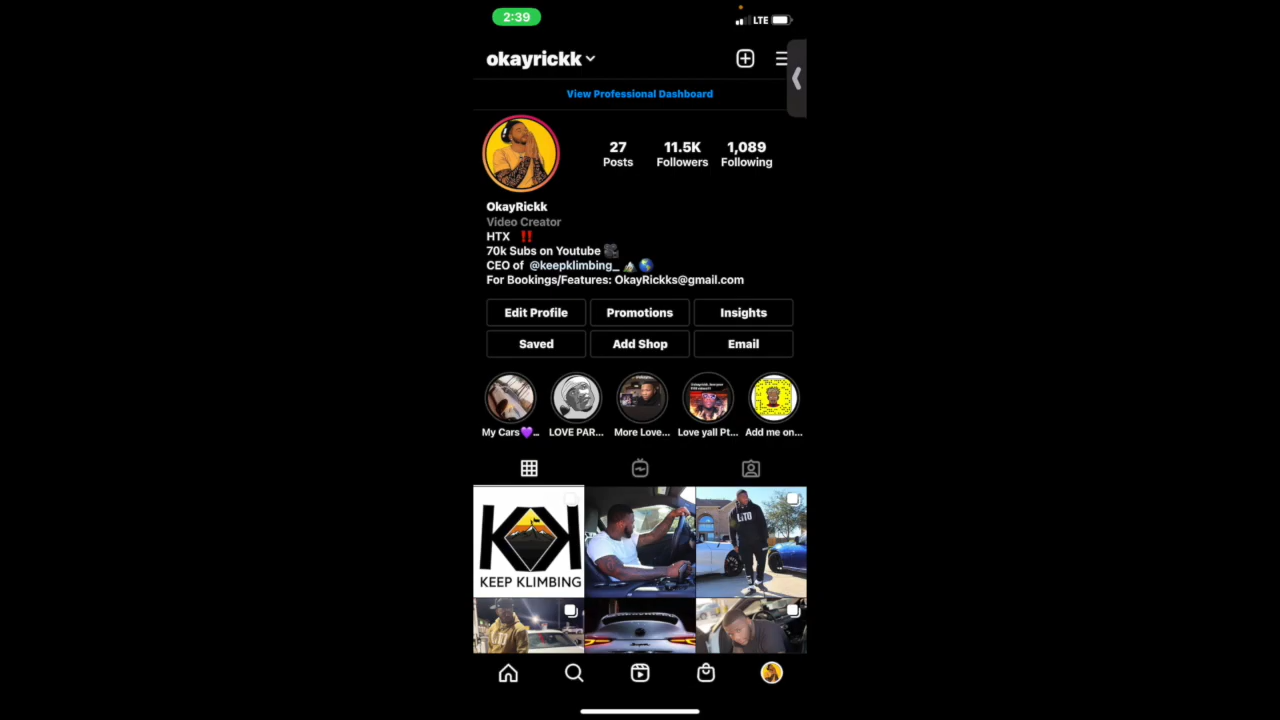 2:39
LTE
okayrickk
View Professional Dashboard
27 11.5K 1,089
Posts Followers Following
OkayRickk
Video Creator
HTX ‼️
70k Subs on Youtube 🎥
CEO of @keepklimbing_ ⛰️🌎
For Bookings/Features: OkayRickks@gmail.com
Edit Profile Promotions Insights
Saved Add Shop Email
My Cars💜... LOVE PAR... More Love... Love yall Pt... Add me on...
KEEP KLIMBING
LITO